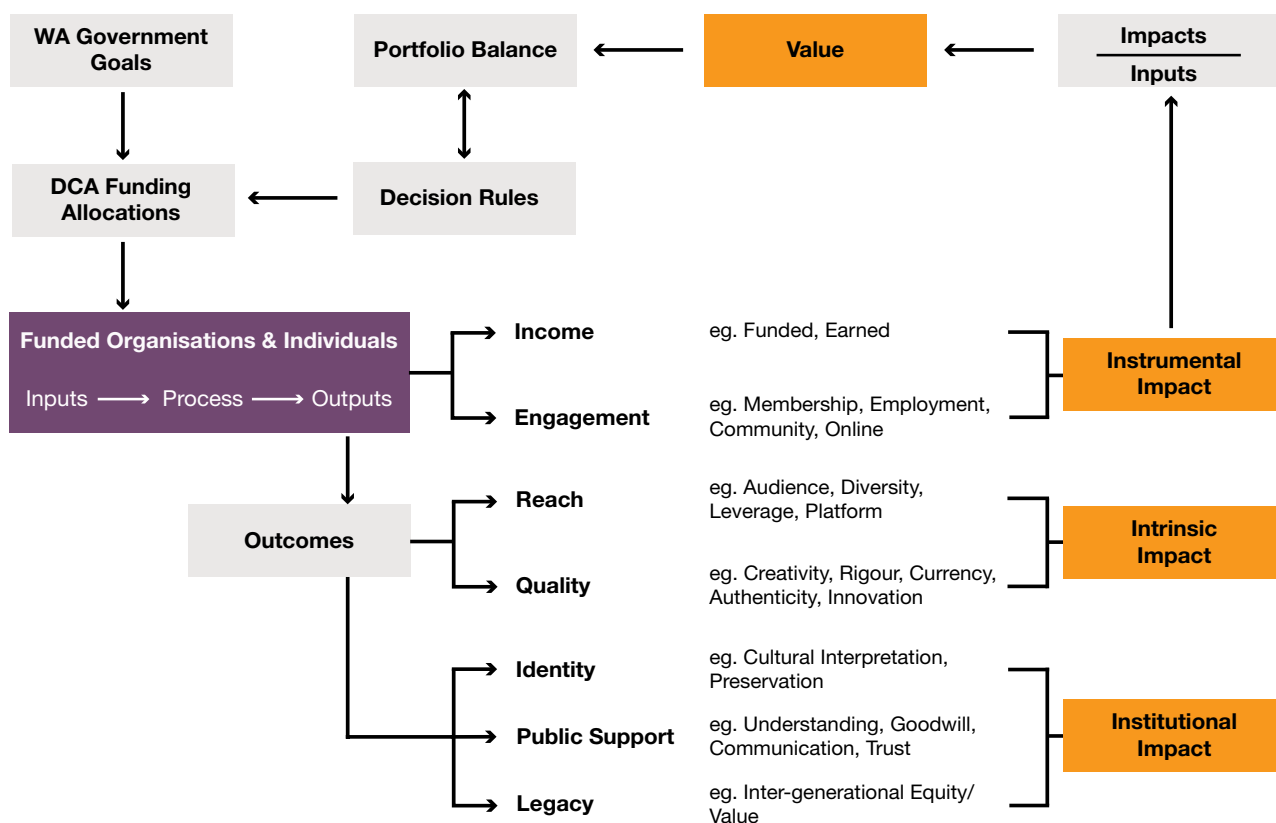 WA Government
Goals
Portfolio Balance
Value
Impacts
Inputs
DCA Funding
Allocations
Decision Rules
Funded Organisations & Individuals
Inputs
Process
Outputs
Income
eg. Funded, Earned
Engagement
eg. Membership, Employment,
Community, Online
Instrumental
Impact
Outcomes
Reach
eg. Audience, Diversity,
Leverage, Platform
Quality
eg. Creativity, Rigour, Currency,
Authenticity, Innovation
Intrinsic
Impact
Identity
eg. Cultural Interpretation,
Preservation
Public Support
eg. Understanding, Goodwill,
Communication, Trust
Legacy
eg. Inter-generational Equity/
Value
Institutional
Impact